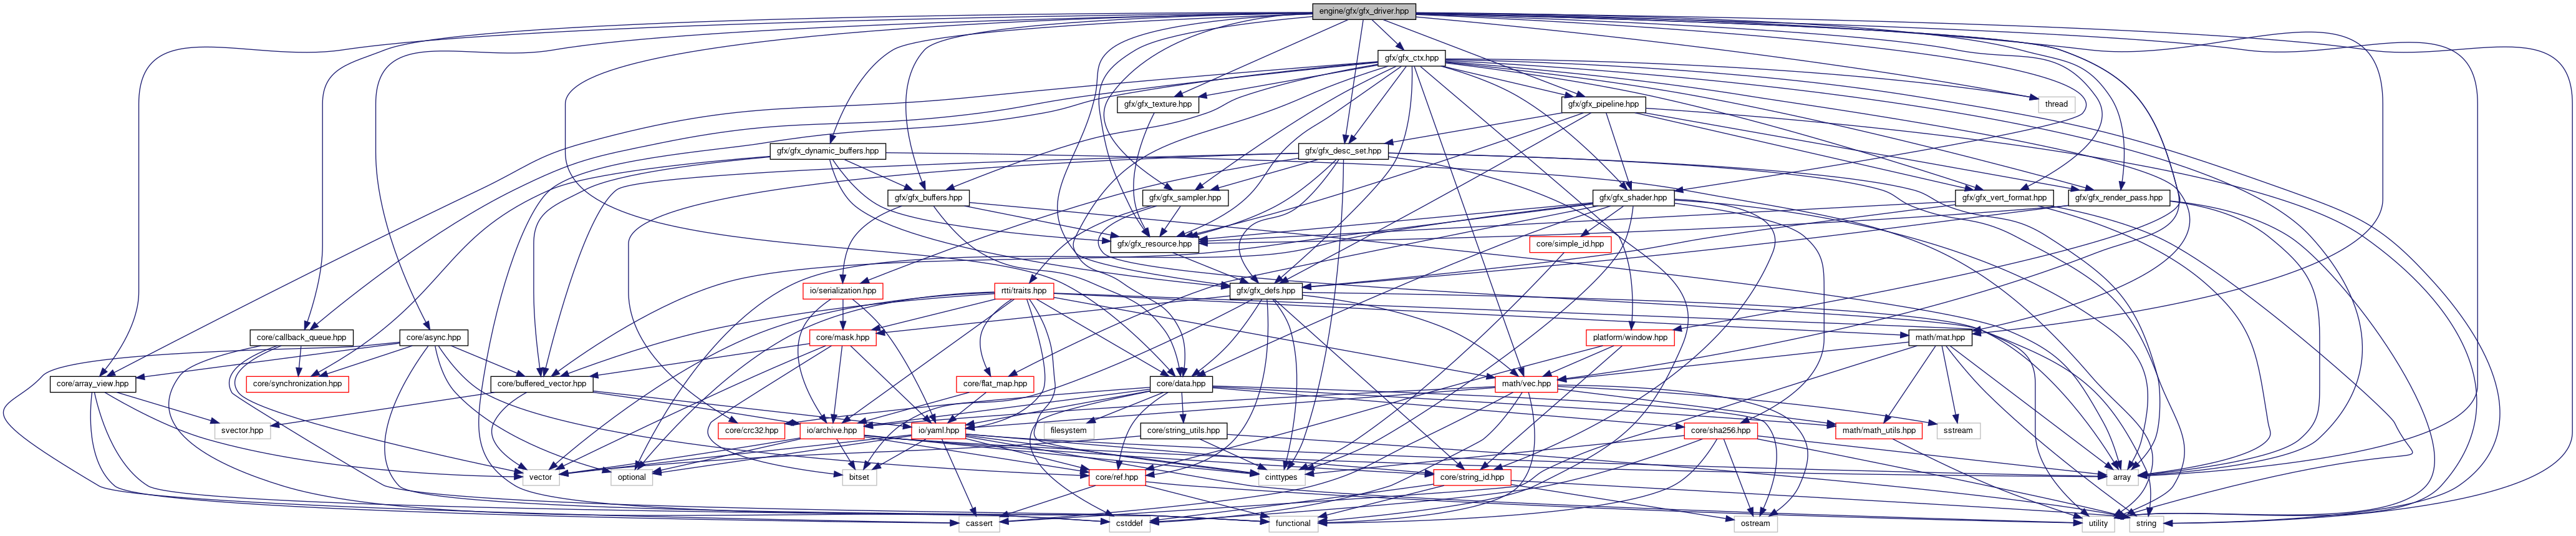 engine/gfx/gfx_driver.hpp
gfx/gfx_ctx.hpp
gfx/gfx_texture.hpp
gfx/gfx_pipeline.hpp
thread
gfx/gfx_dynamic_buffers.hpp
gfx/gfx_desc_set.hpp
gfx/gfx_buffers.hpp
gfx/gfx_sampler.hpp
gfx/gfx_shader.hpp
gfx/gfx_vert_format.hpp
gfx/gfx_render_pass.hpp
gfx/gfx_resource.hpp
core/simple_id.hpp
io/serialization.hpp
rtti/traits.hpp
gfx/gfx_defs.hpp
core/callback_queue.hpp
core/async.hpp
core/mask.hpp
platform/window.hpp
math/mat.hpp
core/array_view.hpp
core/synchronization.hpp
core/buffered_vector.hpp
core/flat_map.hpp
core/data.hpp
math/vec.hpp
svector.hpp
core/crc32.hpp
io/archive.hpp
io/yaml.hpp
filesystem
core/string_utils.hpp
core/sha256.hpp
math/math_utils.hpp
sstream
vector
optional
bitset
core/ref.hpp
cinttypes
core/string_id.hpp
array
cassert
cstddef
functional
ostream
utility
string